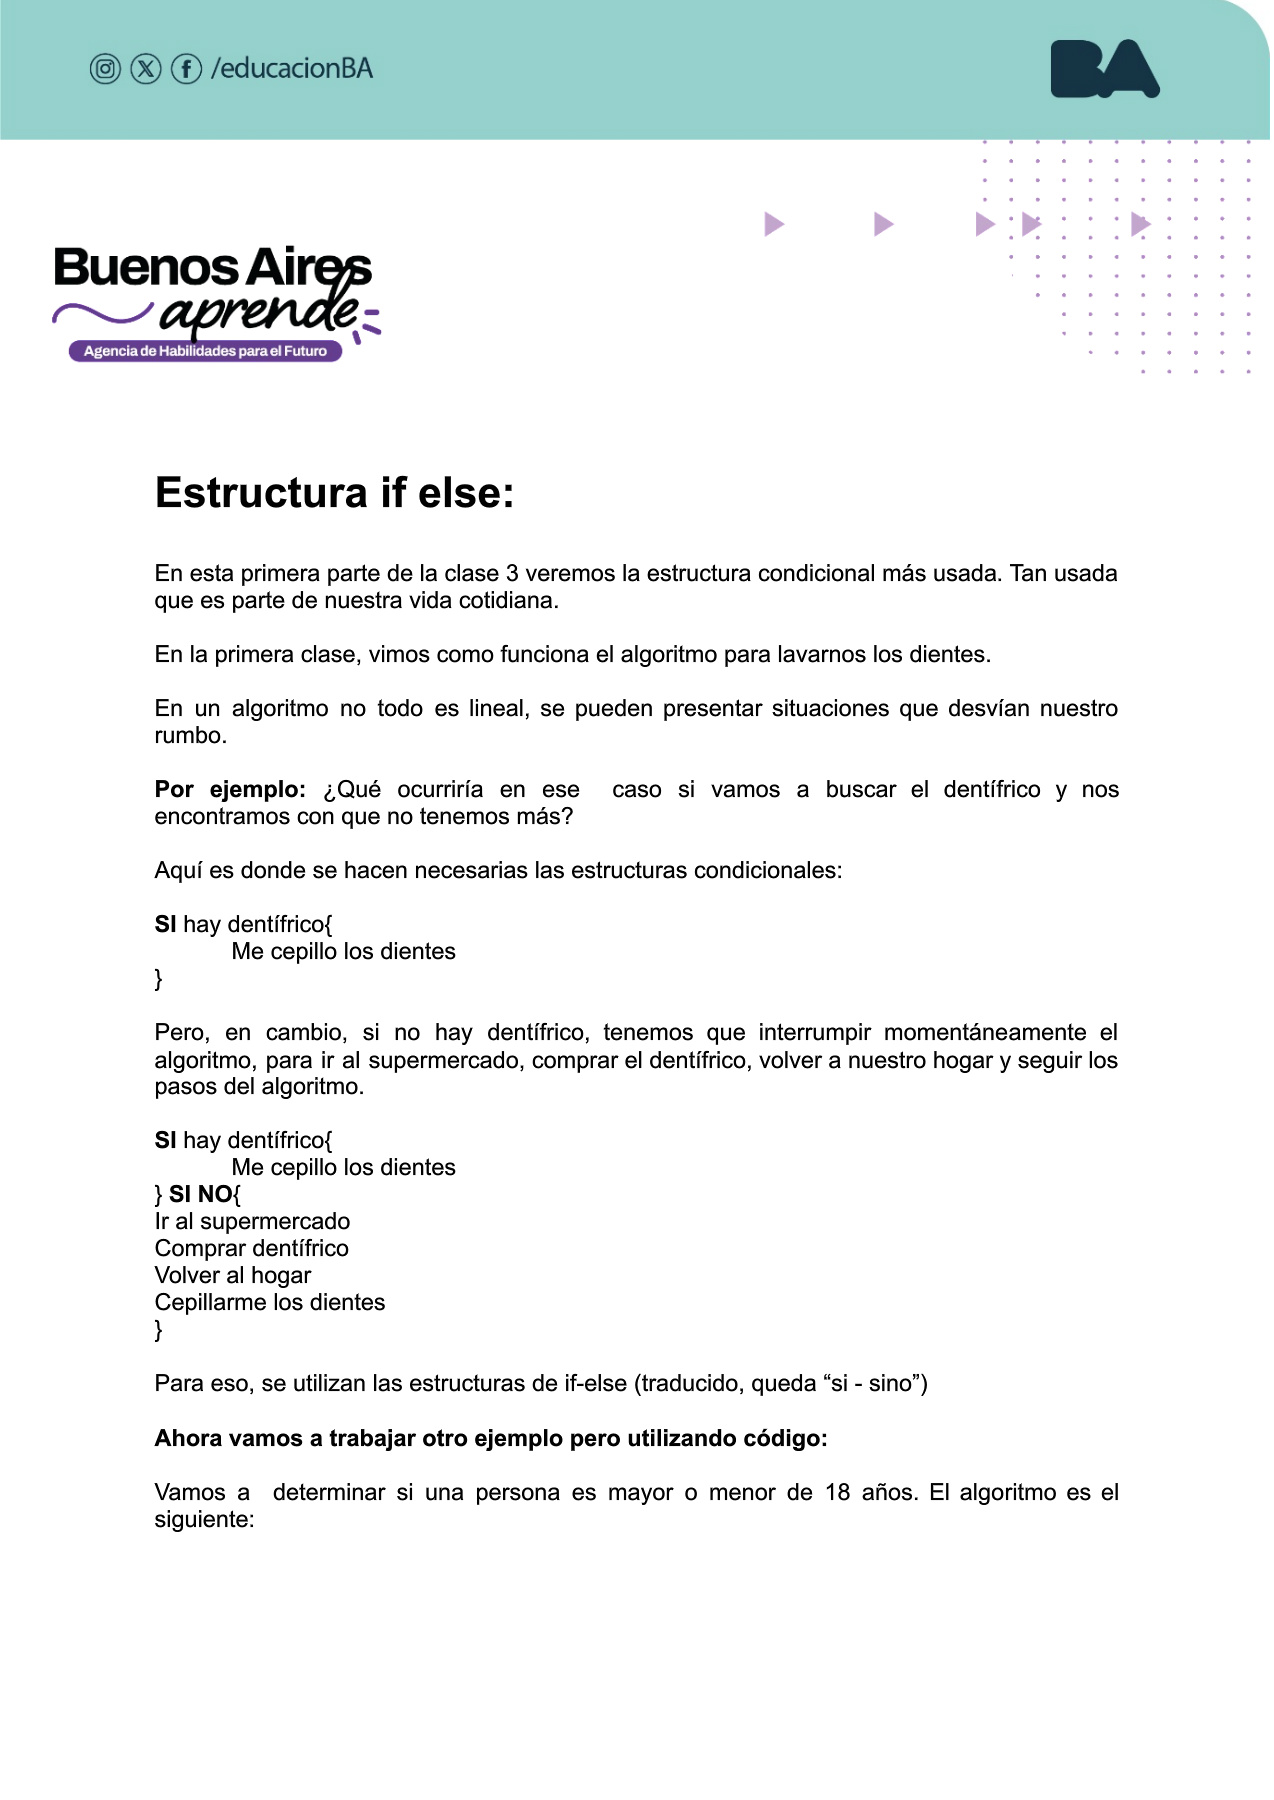 /educacionBA
BA
Buenos Aires
aprende
Agencia de Habilidades para el Futuro
Estructura if else:
En esta primera parte de la clase 3 veremos la estructura condicional más usada. Tan usada
que es parte de nuestra vida cotidiana.
En la primera clase, vimos como funciona el algoritmo para lavarnos los dientes.
En un algoritmo no todo es lineal, se pueden presentar situaciones que desvían nuestro
rumbo.
Por ejemplo: ¿Qué ocurriría en ese caso si vamos a buscar el dentífrico y nos
encontramos con que no tenemos más?
Aquí es donde se hacen necesarias las estructuras condicionales:
SI hay dentífrico{
Me cepillo los dientes
}
Pero, en cambio, si no hay dentífrico, tenemos que interrumpir momentáneamente el
algoritmo, para ir al supermercado, comprar el dentífrico, volver a nuestro hogar y seguir los
pasos del algoritmo.
SI hay dentífrico{
Me cepillo los dientes
} SI NO{
Ir al supermercado
Comprar dentífrico
Volver al hogar
Cepillarme los dientes
}
Para eso, se utilizan las estructuras de if-else (traducido, queda “si - sino”)
Ahora vamos a trabajar otro ejemplo pero utilizando código:
Vamos a determinar si una persona es mayor o menor de 18 años. El algoritmo es el
siguiente: